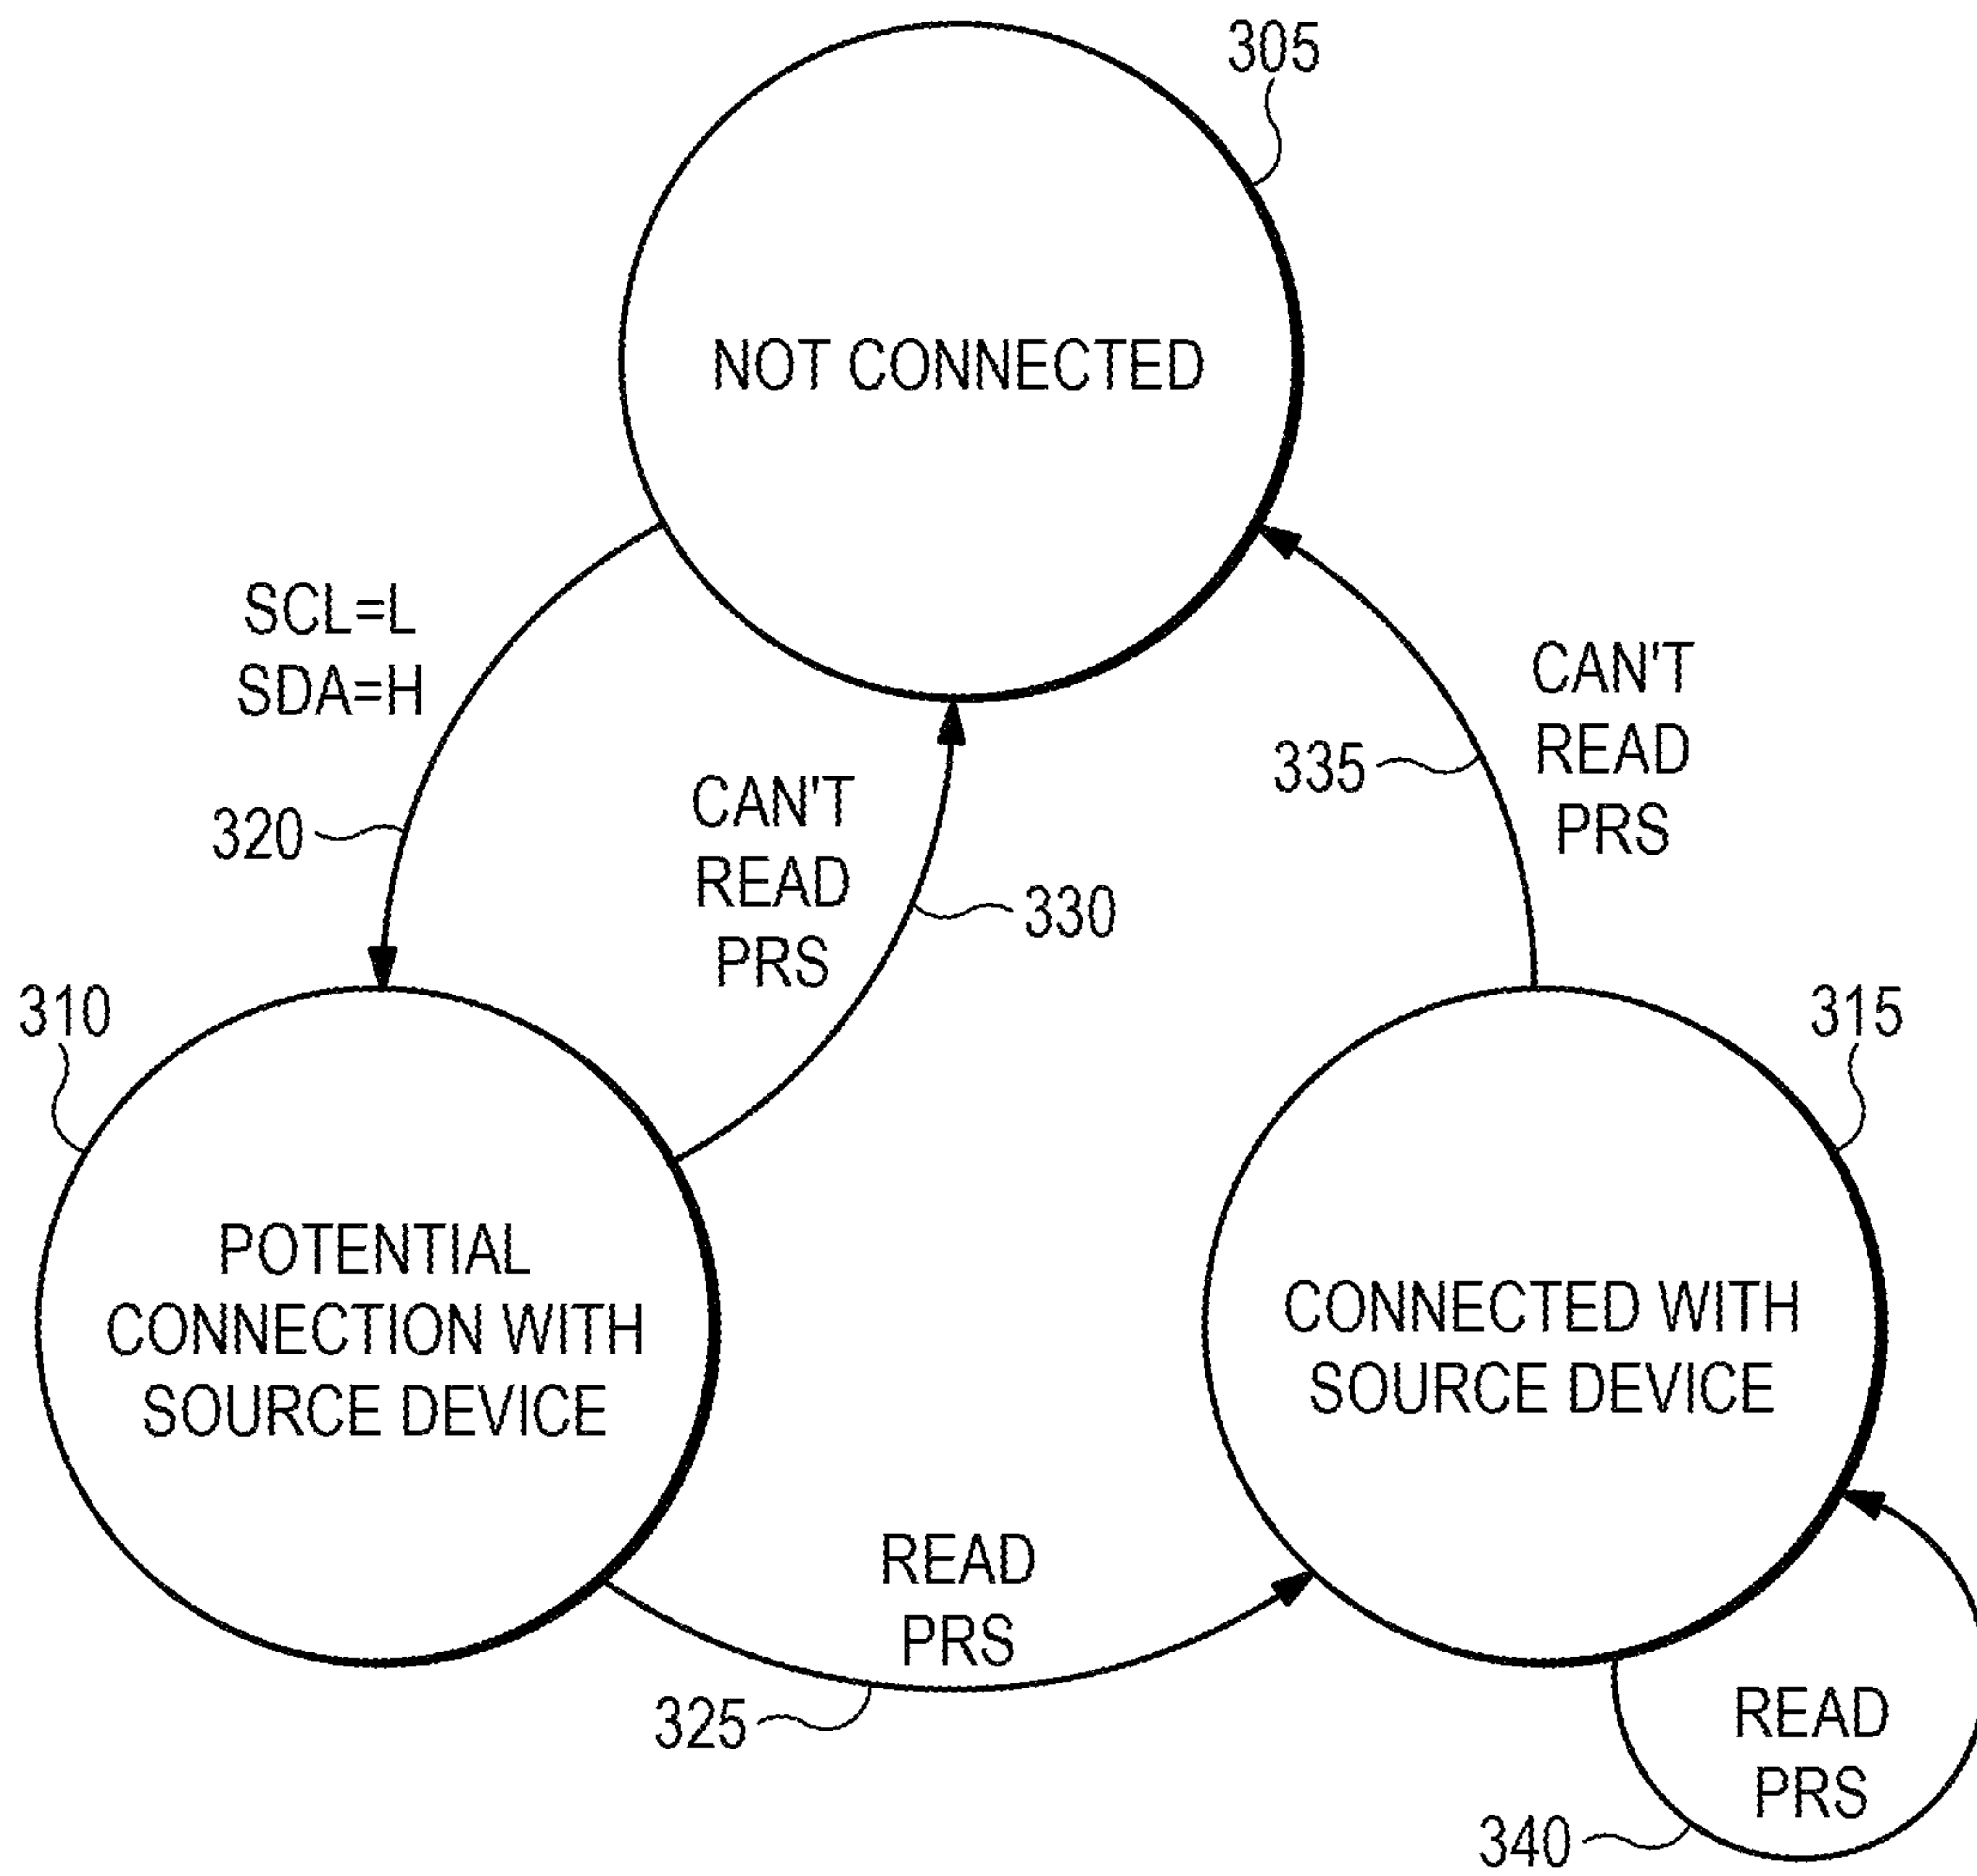 305
NOT CONNECTED
SCL=L
SDA=H
320
CAN'T
READ
PRS
330
335
CAN'T
READ
PRS
310
POTENTIAL
CONNECTION WITH
SOURCE DEVICE
315
CONNECTED WITH
SOURCE DEVICE
READ
PRS
325
READ
PRS
340